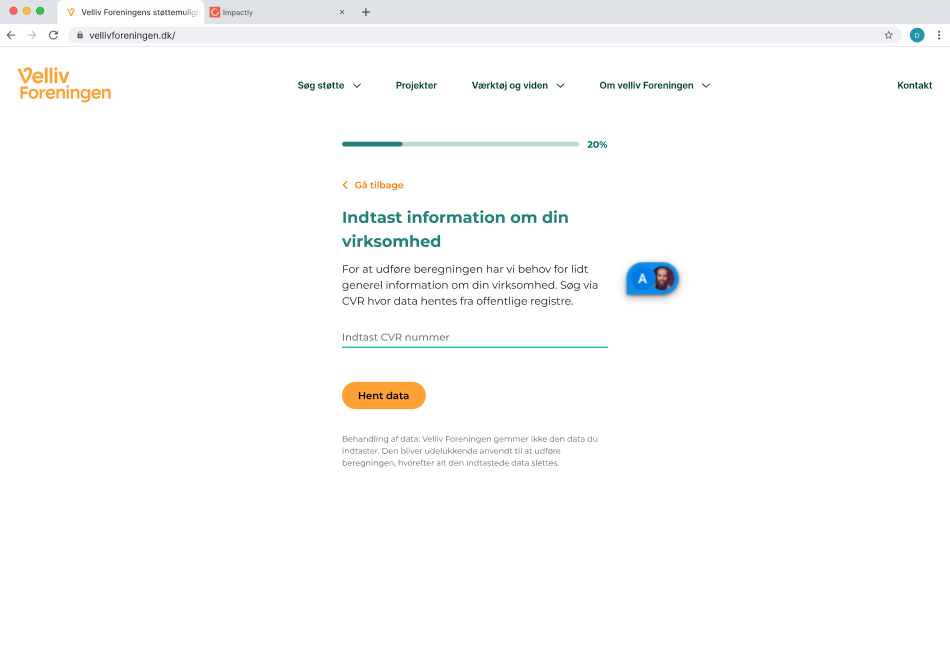 Velliv Foreningens støttemulig
Impactly
vellivforeningen.dk/
D
Velliv
Foreningen
Søg støtte
Projekter
Værktøj og viden
Om velliv Foreningen
Kontakt
20%
Gå tilbage
Indtast information om din
virksomhed
For at udføre beregningen har vi behov for lidt
generel information om din virksomhed. Søg via
CVR hvor data hentes fra offentlige registre.
A
Indtast CVR nummer
Hent data
Behandling af data: Velliv Foreningen gemmer ikke den data du
indtaster. Den bliver udelukkende anvendt til at udføre
beregningen, hvorefter alt den indtastede data slettes.